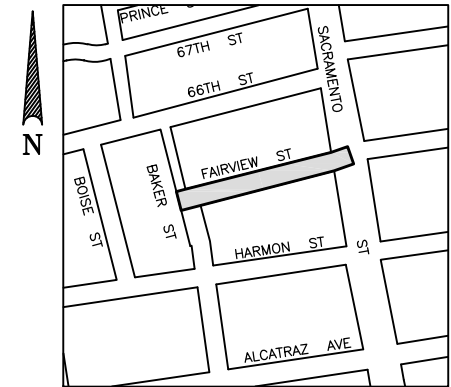 PRINCE
67TH ST
66TH ST
SACRAMENTO ST
N
FAIRVIEW ST
BAKER ST
BOISE ST
HARMON ST
ALCATRAZ AVE